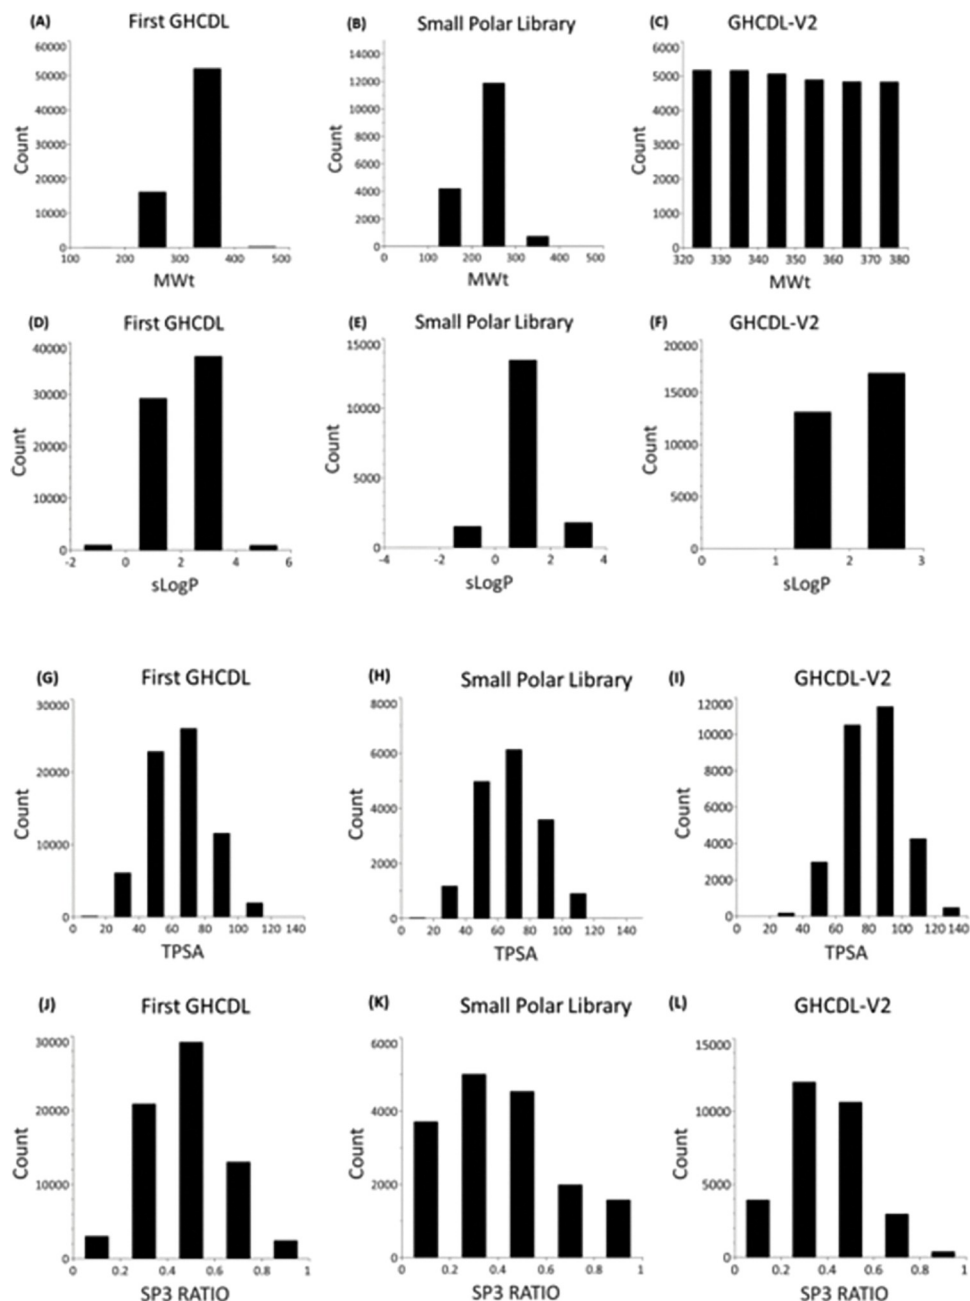 (A) First GHCDL
60000
50000
40000
30000
20000
10000
0
Count
100 200 300 400 500
MWt
(B) Small Polar Library
14000
12000
10000
8000
6000
4000
2000
0
Count
0 100 200 300 400 500
MWt
(C) GHCDL-V2
6000
5000
4000
3000
2000
1000
0
Count
320 330 340 350 360 370 380
MWt
(D) First GHCDL
40000
30000
20000
10000
0
Count
-2 0 2 4 6
sLogP
(E) Small Polar Library
15000
10000
5000
0
Count
-4 -2 0 2 4
sLogP
(F) GHCDL-V2
20000
15000
10000
5000
0
Count
0 1 2 3
sLogP
(G) First GHCDL
30000
20000
10000
0
Count
0 20 40 60 80 100 120 140
TPSA
(H) Small Polar Library
8000
6000
4000
2000
0
Count
0 20 40 60 80 100 120 140
TPSA
(I) GHCDL-V2
12000
10000
8000
6000
4000
2000
0
Count
0 20 40 60 80 100 120 140
TPSA
(J) First GHCDL
30000
20000
10000
0
Count
0 0.2 0.4 0.6 0.8 1
SP3 RATIO
(K) Small Polar Library
6000
4000
2000
0
Count
0 0.2 0.4 0.6 0.8 1
SP3 RATIO
(L) GHCDL-V2
15000
10000
5000
0
Count
0 0.2 0.4 0.6 0.8 1
SP3 RATIO